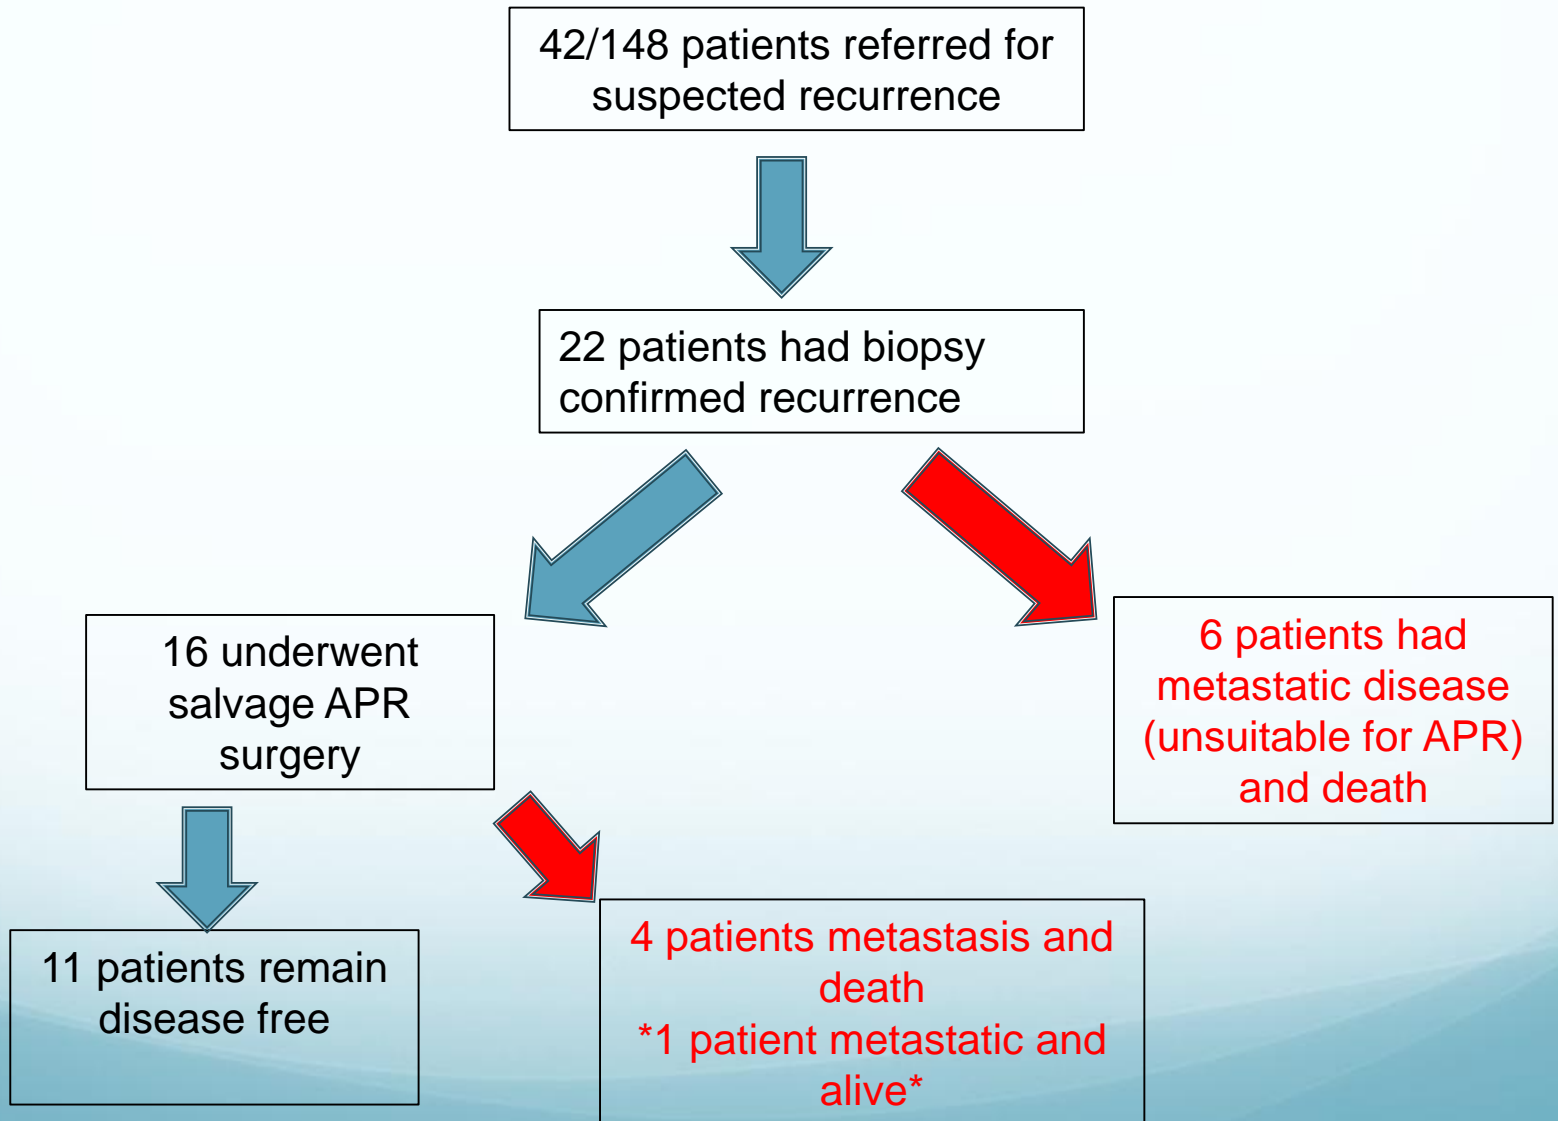 42/148 patients referred for
suspected recurrence
22 patients had biopsy
confirmed recurrence
16 underwent
salvage APR
surgery
6 patients had
metastatic disease
(unsuitable for APR)
and death
11 patients remain
disease free
4 patients metastasis and
death
*1 patient metastatic and
alive*